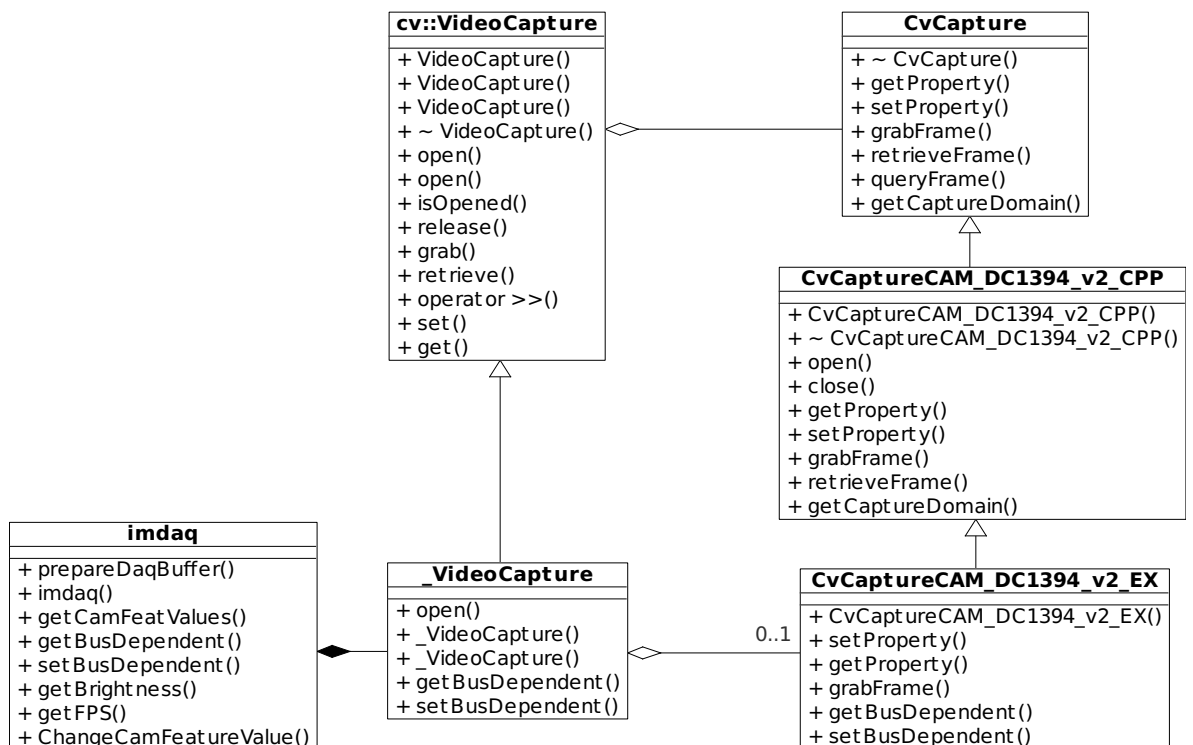 cv::VideoCapture
+ VideoCapture()
+ VideoCapture()
+ VideoCapture()
+ ~ VideoCapture()
+ open()
+ open()
+ isOpened()
+ release()
+ grab()
+ retrieve()
+ operator >>()
+ set()
+ get()
CvCapture
+ ~ CvCapture()
+ getProperty()
+ setProperty()
+ grabFrame()
+ retrieveFrame()
+ queryFrame()
+ getCaptureDomain()
CvCaptureCAM_DC1394_v2_CPP
+ CvCaptureCAM_DC1394_v2_CPP()
+ ~ CvCaptureCAM_DC1394_v2_CPP()
+ open()
+ close()
+ getProperty()
+ setProperty()
+ grabFrame()
+ retrieveFrame()
+ getCaptureDomain()
imdaq
+ prepareDaqBuffer()
+ imdaq()
+ getCamFeatValues()
+ getBusDependent()
+ setBusDependent()
+ getBrightness()
+ getFPS()
+ ChangeCamFeatureValue()
_VideoCapture
+ open()
+ _VideoCapture()
+ _VideoCapture()
+ getBusDependent()
+ setBusDependent()
0..1
CvCaptureCAM_DC1394_v2_EX
+ CvCaptureCAM_DC1394_v2_EX()
+ setProperty()
+ getProperty()
+ grabFrame()
+ getBusDependent()
+ setBusDependent()